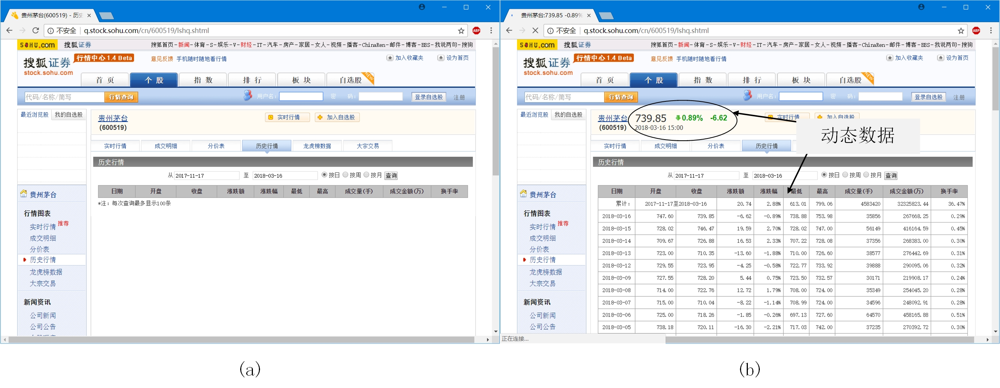 贵州茅台(600519) - 历史
不安全 q.stock.sohu.com/cn/600519/lshq.shtml
SOHU.com 搜狐证券 搜狐首页-新闻-体育-S-娱乐-V-财经-IT-汽车-房产-家居-女人-视频-播客-ChinaRen-邮件-博客-BBS-我说两句-搜狗
搜狐证券 行情中心 1.4 Beta 意见反馈 手机随时随地看行情 加入收藏夹 设为首页
stock.sohu.com
首 页 个 股 指 数 排 行 板 块 自选股 NEW
代码/名称/简写 行情查询 用户名: 密 码: 登录自选股 注册
最近浏览股 我的自选股
贵州茅台 实时行情 加入自选股
(600519)
实时行情 成交明细 分价表 历史行情 龙虎榜数据 大宗交易
历史行情
从 2017-11-17 至 2018-03-16 按日 按周 按月 查询
日期 开盘 收盘 涨跌额 涨跌幅 最低 最高 成交量(手) 成交金额(万) 换手率
*注: 每次查询最多显示100条
贵州茅台
行情图表
实时行情 推荐
成交明细
分价表
历史行情
龙虎榜数据
大宗交易
新闻资讯
公司新闻
公司公告
(a)
贵州茅台:739.85 -0.89%
不安全 q.stock.sohu.com/cn/600519/lshq.shtml
SOHU.com 搜狐证券 搜狐首页-新闻-体育-S-娱乐-V-财经-IT-汽车-房产-家居-女人-视频-播客-ChinaRen-邮件-博客-BBS-我说两句-搜狗
搜狐证券 行情中心 1.4 Beta 意见反馈 手机随时随地看行情 加入收藏夹 设为首页
stock.sohu.com
首 页 个 股 指 数 排 行 板 块 自选股 NEW
代码/名称/简写 行情查询 用户名: 密 码: 登录自选股 注册
最近浏览股 我的自选股
贵州茅台 739.85 0.89% -6.62 实时行情 加入自选股
(600519) 2018-03-16 15:00
动态数据
实时行情 成交明细 分价表 历史行情
历史行情
从 2017-11-17 至 2018-03-16 按日 按周 按月 查询
日期 开盘 收盘 涨跌额 涨跌幅 最低 最高 成交量(手) 成交金额(万) 换手率
累计: 2017-11-17至2018-03-16 20.74 2.88% 613.01 799.06 4583420 32325823.44 36.47%
2018-03-16 747.60 739.85 -6.62 -0.89% 738.88 753.98 35856 267668.25 0.29%
2018-03-15 728.02 746.47 19.59 2.70% 728.02 747.00 56149 416164.59 0.45%
2018-03-14 709.67 726.88 16.53 2.33% 707.22 728.08 37356 268383.00 0.30%
2018-03-13 723.00 710.35 -13.60 -1.88% 710.00 726.60 38577 276442.69 0.31%
2018-03-12 729.55 723.95 -4.25 -0.58% 722.77 733.92 39888 290095.06 0.32%
2018-03-09 727.55 728.20 5.44 0.75% 723.50 732.57 30171 219908.17 0.24%
2018-03-08 714.00 722.76 12.72 1.79% 708.00 724.00 35349 254045.20 0.28%
2018-03-07 715.00 710.04 -8.22 -1.14% 708.99 724.00 34596 248092.91 0.28%
2018-03-06 725.00 718.26 -1.85 -0.26% 697.13 727.60 64570 458165.88 0.51%
2018-03-05 738.18 720.11 -16.30 -2.21% 717.03 742.00 37235 270392.72 0.30%
贵州茅台
行情图表
实时行情 推荐
成交明细
分价表
历史行情
龙虎榜数据
大宗交易
新闻资讯
公司新闻
公司公告
正在连接...
(b)